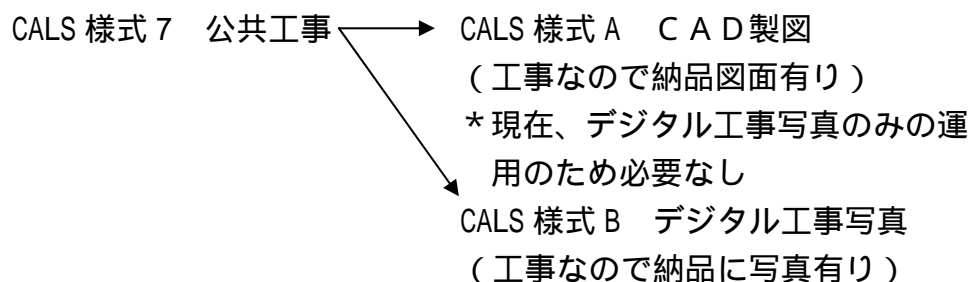 CALS 様式 7　公共工事　CALS 様式 A　ＣＡＤ製図
（工事なので納品図面有り）
＊現在、デジタル工事写真のみの運
用のため必要なし
CALS 様式 B　デジタル工事写真
（工事なので納品に写真有り）